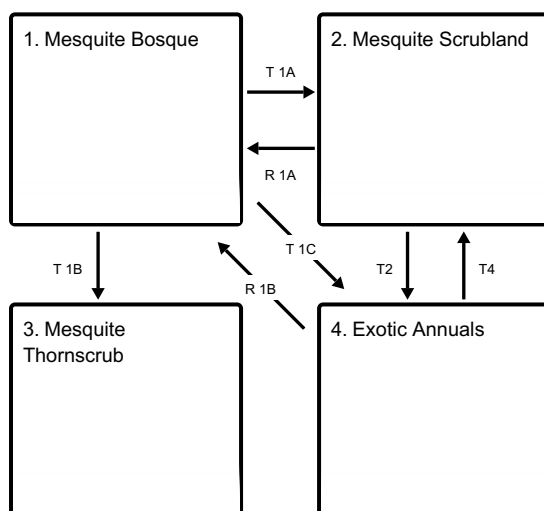 1. Mesquite Bosque
2. Mesquite Scrubland
T 1A
R 1A
T 1C
T 1B
R 1B
T2
T4
3. Mesquite
Thornscrub
4. Exotic Annuals